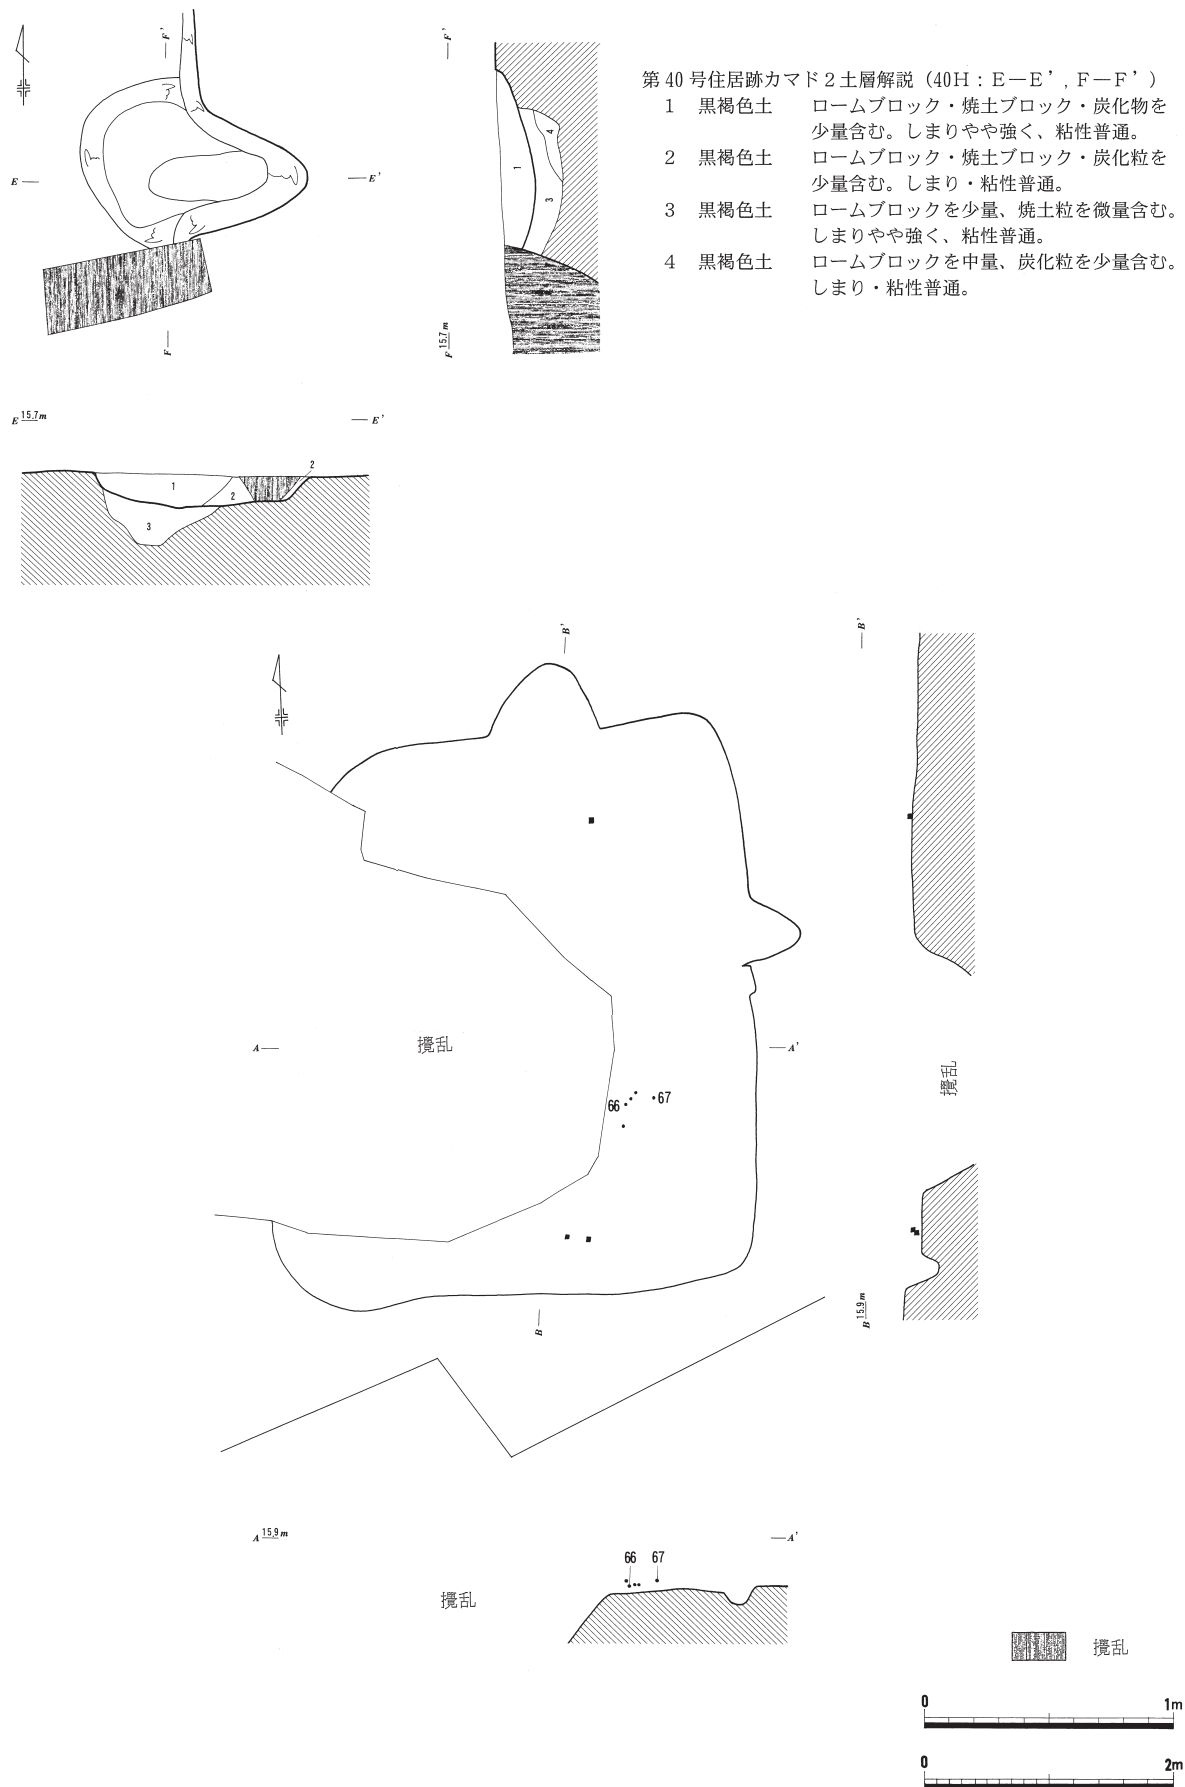 F'
F'
第40号住居跡カマド2土層解説（40H：E－E’，F－F’）
1 黒褐色土 ロームブロック・焼土ブロック・炭化物を
少量含む。しまりやや強く、粘性普通。
2 黒褐色土 ロームブロック・焼土ブロック・炭化粒を
少量含む。しまり・粘性普通。
3 黒褐色土 ロームブロックを少量、焼土粒を微量含む。
しまりやや強く、粘性普通。
4 黒褐色土 ロームブロックを中量、炭化粒を少量含む。
しまり・粘性普通。
E
E'
1
4
3
F
F 15.7m
E 15.7m
E'
1
2
2
3
B'
B'
A
攪乱
A'
攪乱
66
67
B
B 15.9m
A 15.9m
A'
66
67
攪乱
攪乱
0 1m
0 2m